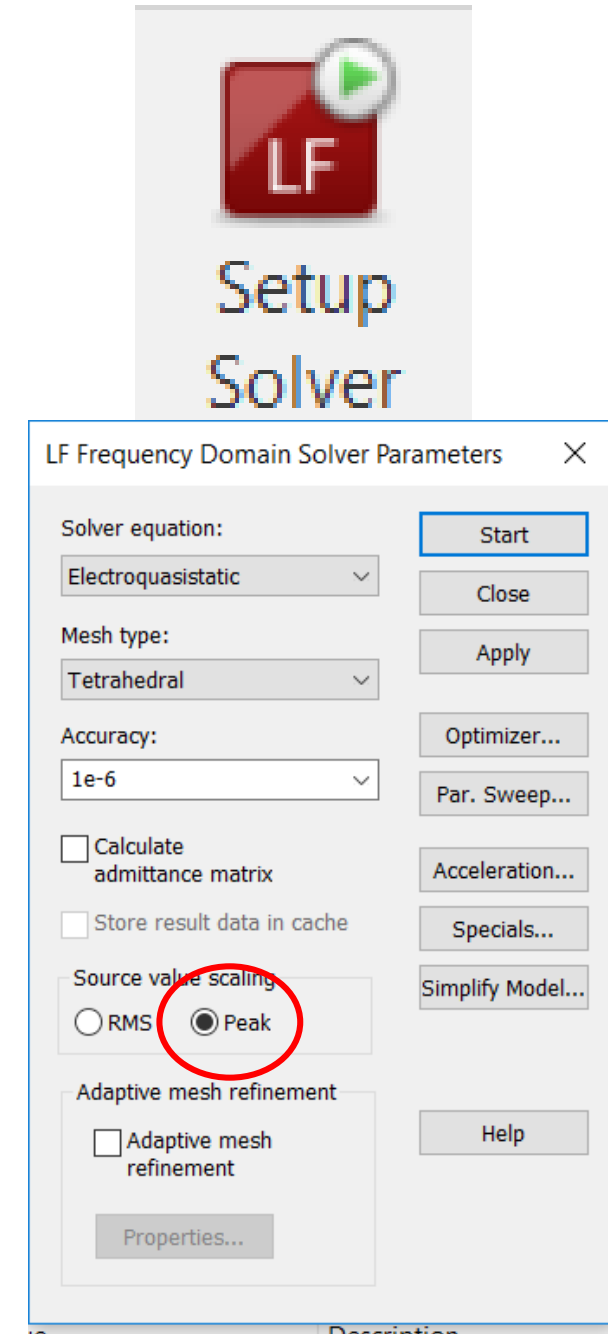 LF
Setup
Solver
LF Frequency Domain Solver Parameters
Solver equation:
Start
Electroquasistatic
Close
Mesh type:
Apply
Tetrahedral
Accuracy:
Optimizer...
1e-6
Par. Sweep...
Calculate
admittance matrix
Acceleration...
Store result data in cache
Specials...
Source value scaling
Simplify Model...
RMS
Peak
Adaptive mesh refinement
Adaptive mesh
refinement
Help
Properties...
Description